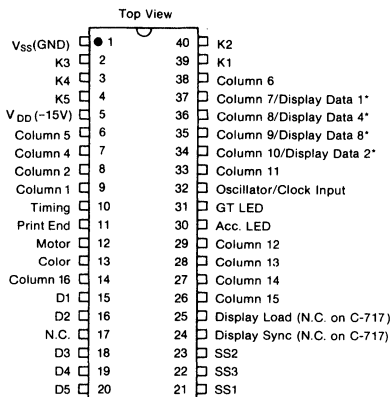 Top View
VSS(GND) 1 40 K2
K3 2 39 K1
K4 3 38 Column 6
K5 4 37 Column 7/Display Data 1*
VDD(-15V) 5 36 Column 8/Display Data 4*
Column 5 6 35 Column 9/Display Data 8*
Column 4 7 34 Column 10/Display Data 2*
Column 2 8 33 Column 11
Column 1 9 32 Oscillator/Clock Input
Timing 10 31 GT LED
Print End 11 30 Acc. LED
Motor 12 29 Column 12
Color 13 28 Column 13
Column 16 14 27 Column 14
D1 15 26 Column 15
D2 16 25 Display Load (N.C. on C-717)
N.C. 17 24 Display Sync (N.C. on C-717)
D3 18 23 SS2
D4 19 22 SS3
D5 20 21 SS1